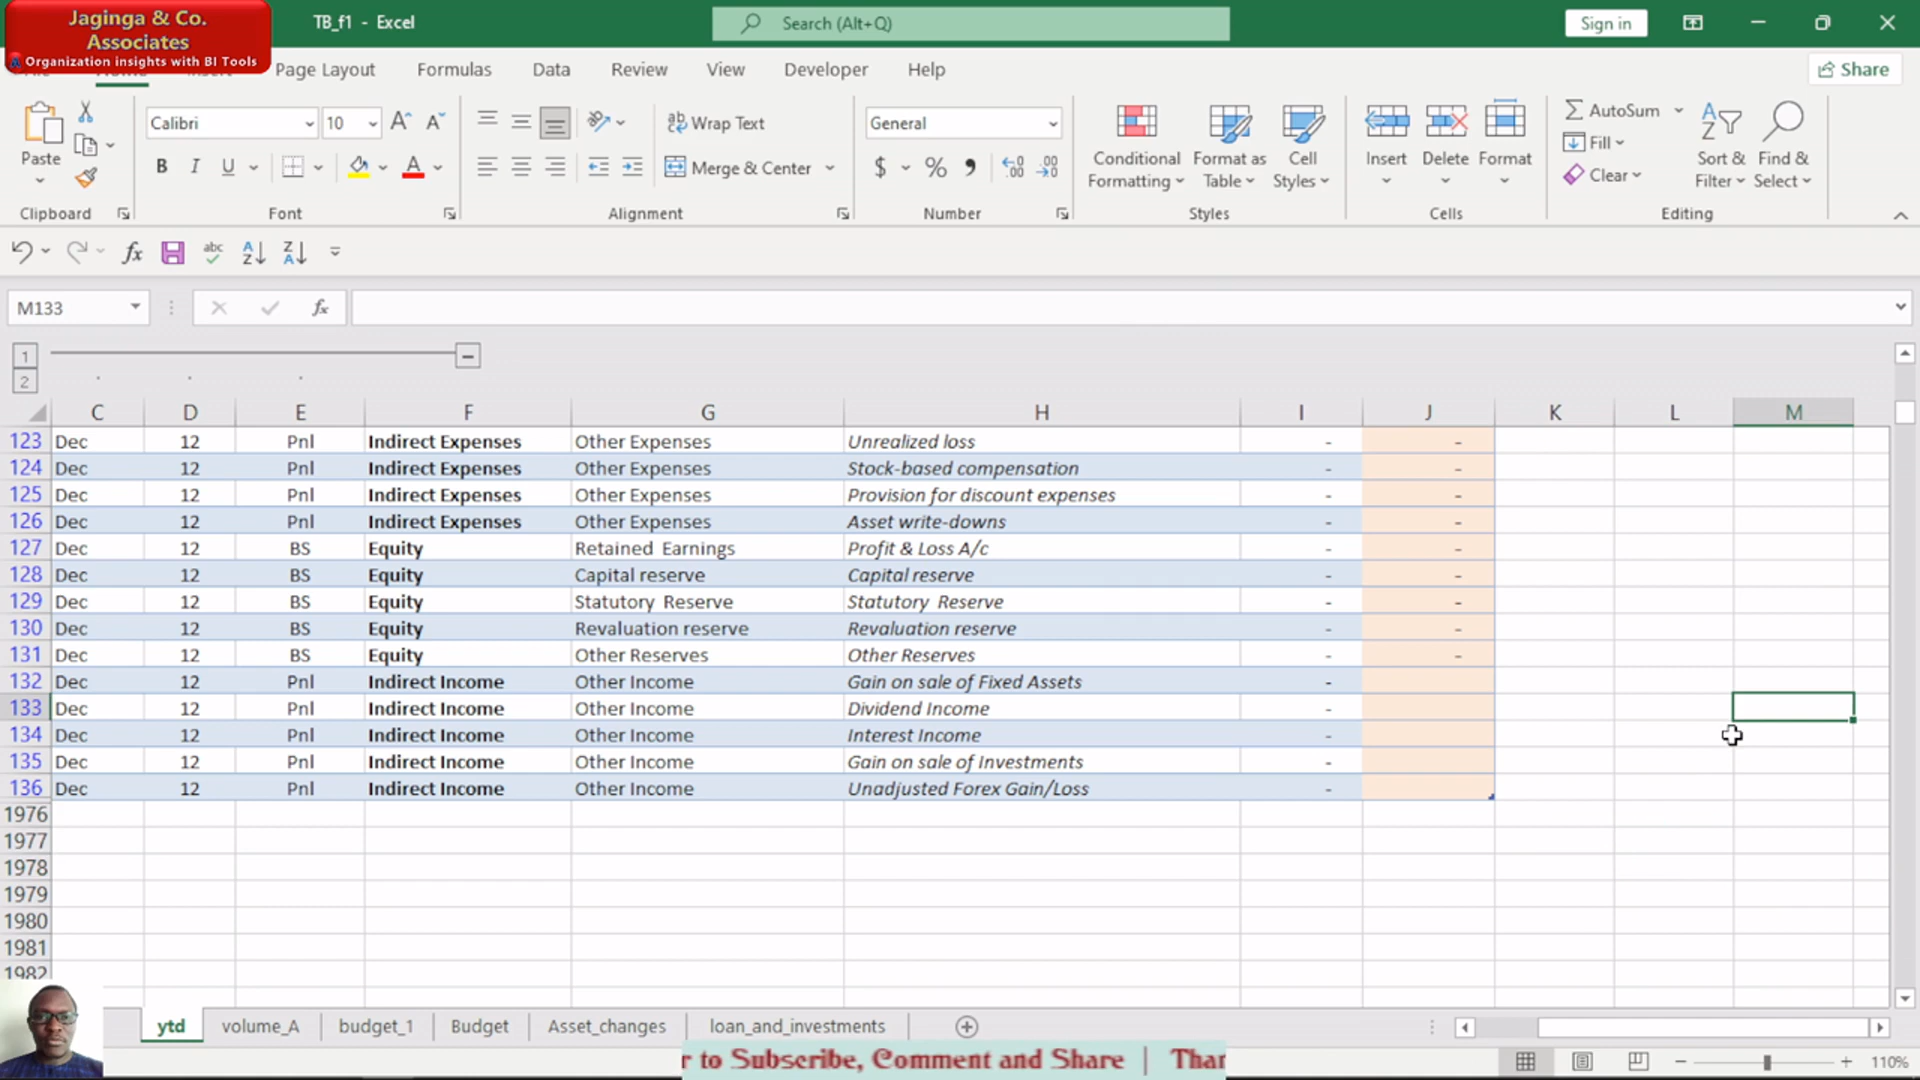 Jaginga & Co.
Associates
Organization insights with BI Tools
TB_f1 - Excel
Search (Alt+Q)
Sign in
Page Layout
Formulas
Data
Review
View
Developer
Help
Share
Paste
Calibri
10
Wrap Text
Merge & Center
General
Conditional
Formatting
Format as
Table
Cell
Styles
Insert
Delete
Format
AutoSum
Fill
Clear
Sort &
Filter
Find &
Select
Clipboard
Font
Alignment
Number
Styles
Cells
Editing
M133
1
2
C D E F G H I J K L M
123 Dec 12 Pnl Indirect Expenses Other Expenses Unrealized loss - -
124 Dec 12 Pnl Indirect Expenses Other Expenses Stock-based compensation - -
125 Dec 12 Pnl Indirect Expenses Other Expenses Provision for discount expenses - -
126 Dec 12 Pnl Indirect Expenses Other Expenses Asset write-downs - -
127 Dec 12 BS Equity Retained Earnings Profit & Loss A/c - -
128 Dec 12 BS Equity Capital reserve Capital reserve - -
129 Dec 12 BS Equity Statutory Reserve Statutory Reserve - -
130 Dec 12 BS Equity Revaluation reserve Revaluation reserve - -
131 Dec 12 BS Equity Other Reserves Other Reserves - -
132 Dec 12 Pnl Indirect Income Other Income Gain on sale of Fixed Assets -
133 Dec 12 Pnl Indirect Income Other Income Dividend Income -
134 Dec 12 Pnl Indirect Income Other Income Interest Income -
135 Dec 12 Pnl Indirect Income Other Income Gain on sale of Investments -
136 Dec 12 Pnl Indirect Income Other Income Unadjusted Forex Gain/Loss -
1976
1977
1978
1979
1980
1981
1982
ytd
volume_A
budget_1
Budget
Asset_changes
loan_and_investments
r to Subscribe, Comment and Share | Than
110%